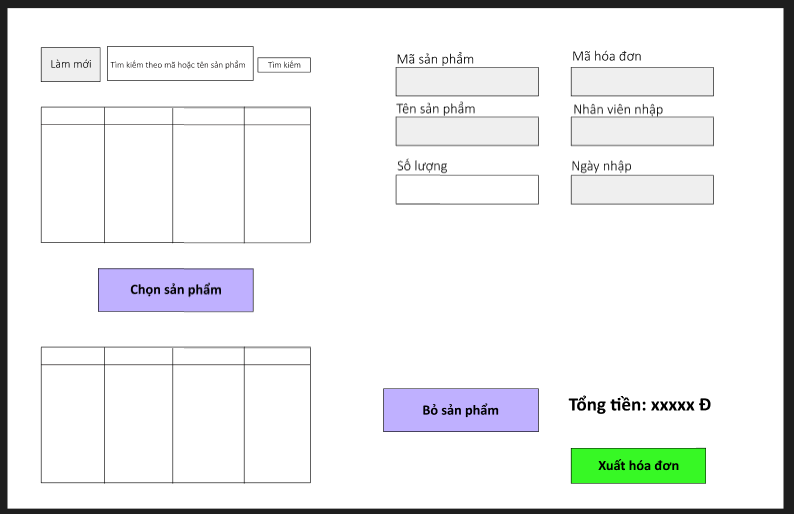 Làm mới
Tìm kiếm theo mã hoặc tên sản phẩm
Tìm kiếm
Mã sản phẩm
Mã hóa đơn
Tên sản phẩm
Nhân viên nhập
Số lượng
Ngày nhập
Chọn sản phẩm
Bỏ sản phẩm
Tổng tiền: xxxxx Đ
Xuất hóa đơn